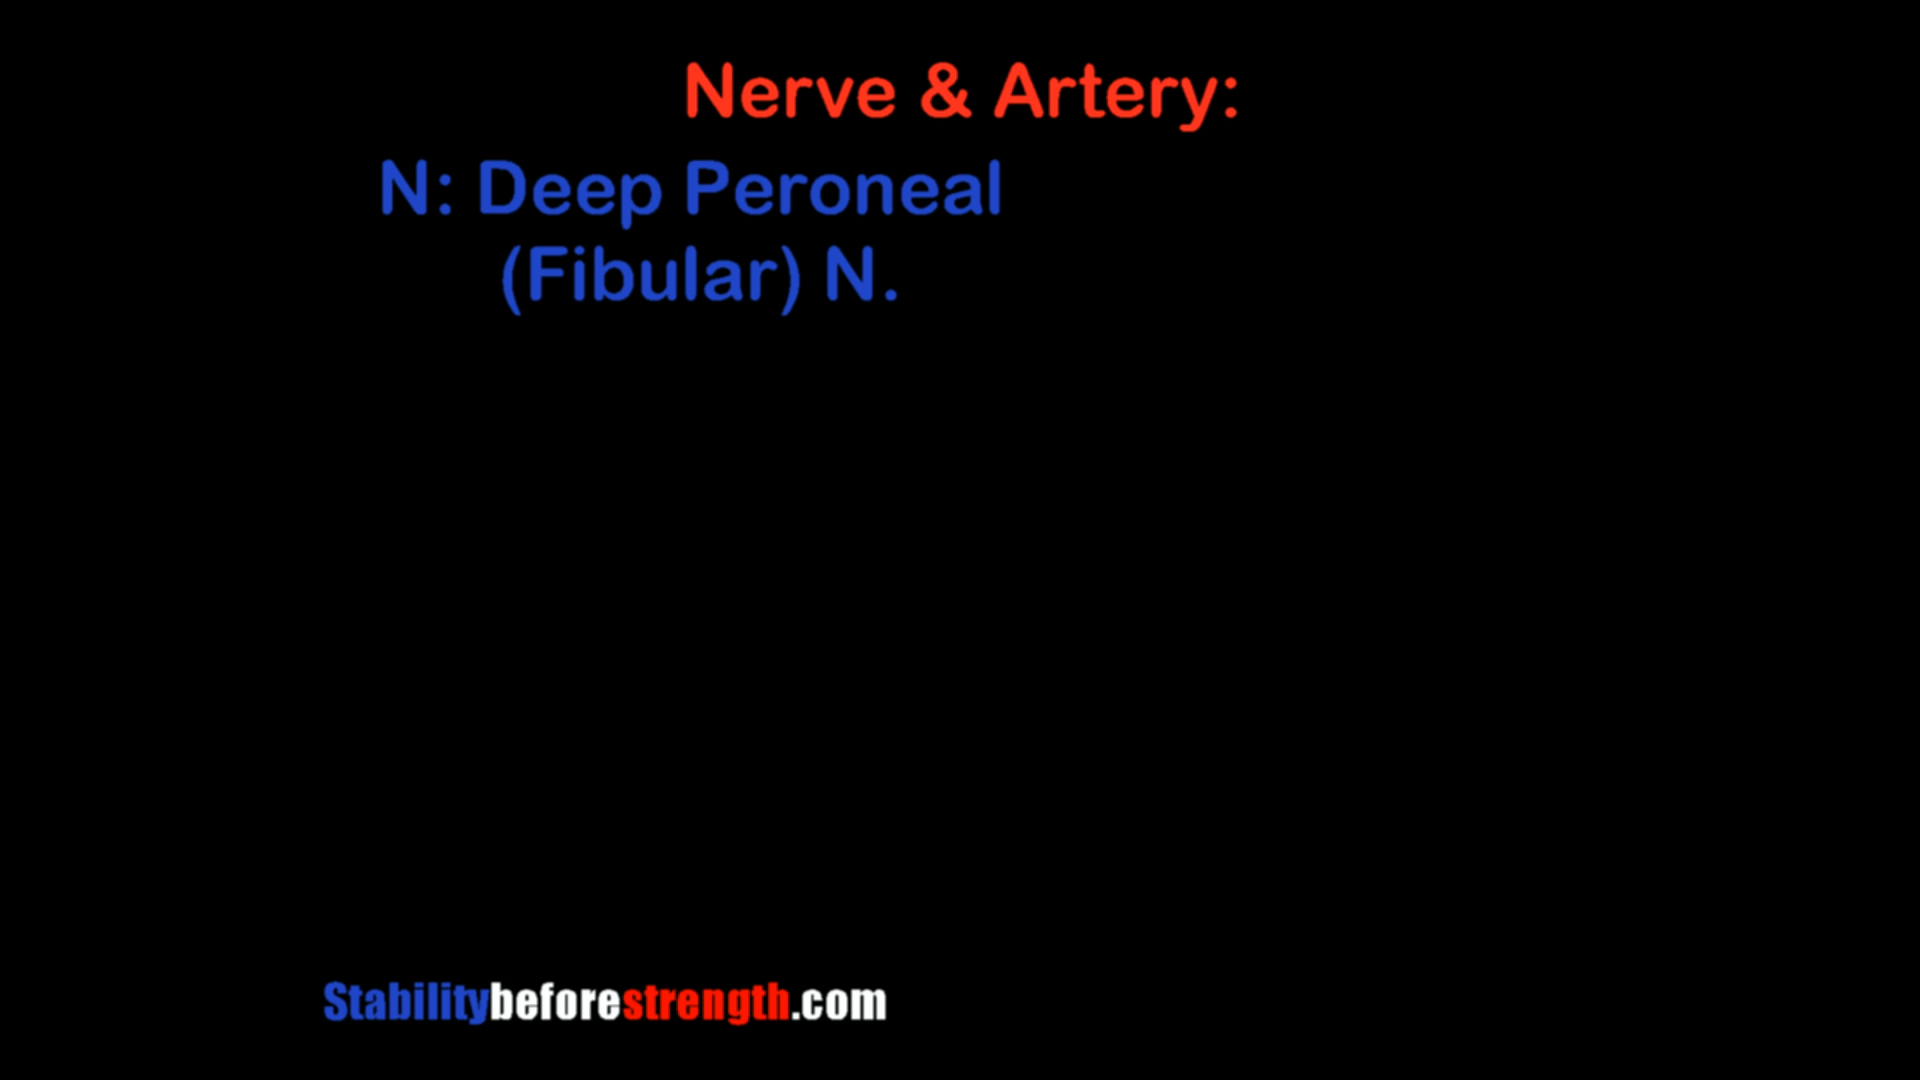 Nerve & Artery:
N: Deep Peroneal
(Fibular) N.
Stabilitybeforestrength.com